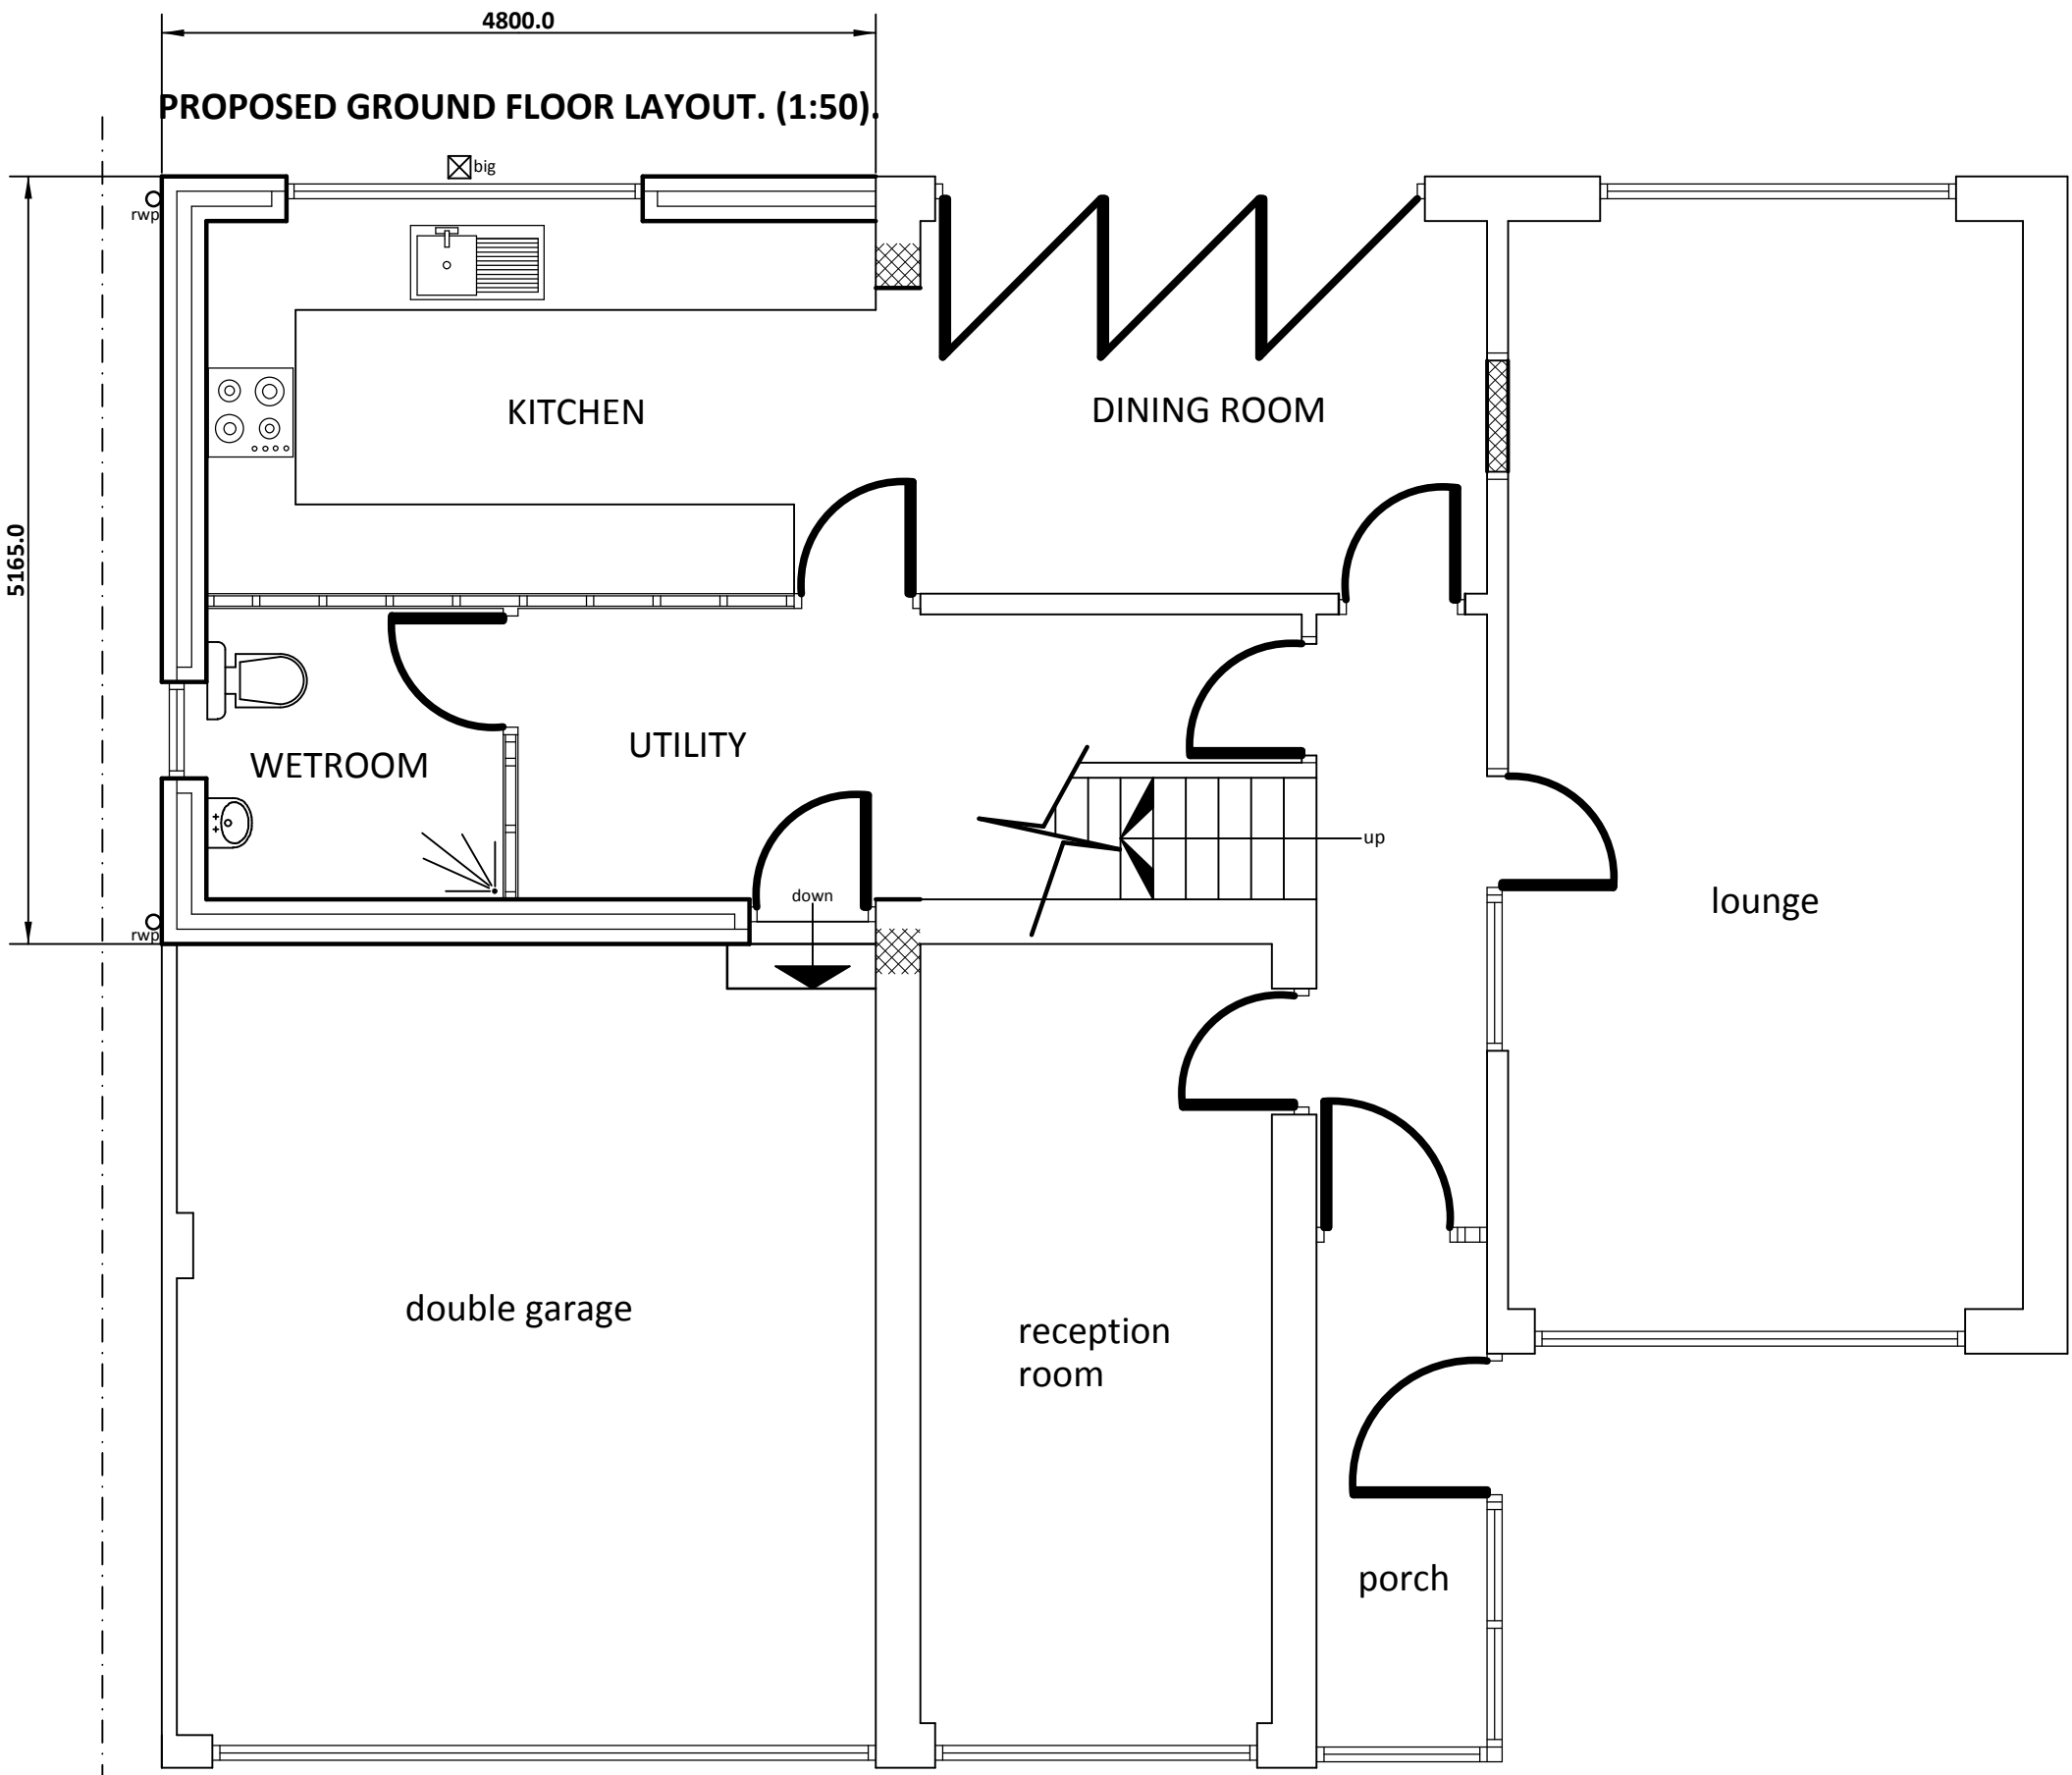 4800.0
PROPOSED GROUND FLOOR LAYOUT. (1:50).
big
rwp
KITCHEN
DINING ROOM
5165.0
WETROOM
UTILITY
up
down
lounge
rwp
double garage
reception
room
porch